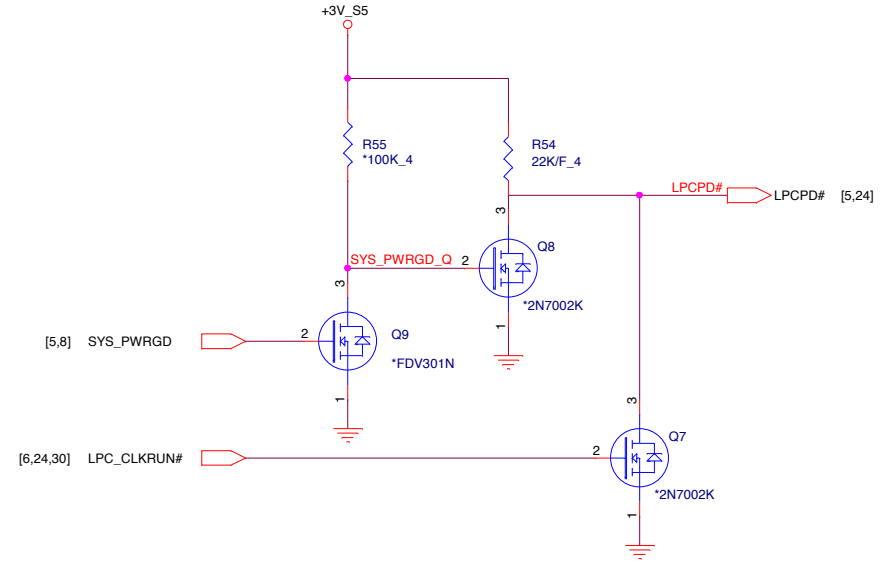 +3V_S5
R55
*100K_4
R54
22K/F_4
LPCPD#
LPCPD# [5,24]
3
Q8
SYS_PWRGD_Q 2
3
*2N7002K
1
[5,8] SYS_PWRGD
2
Q9
*FDV301N
1
3
Q7
[6,24,30] LPC_CLKRUN#
2
*2N7002K
1